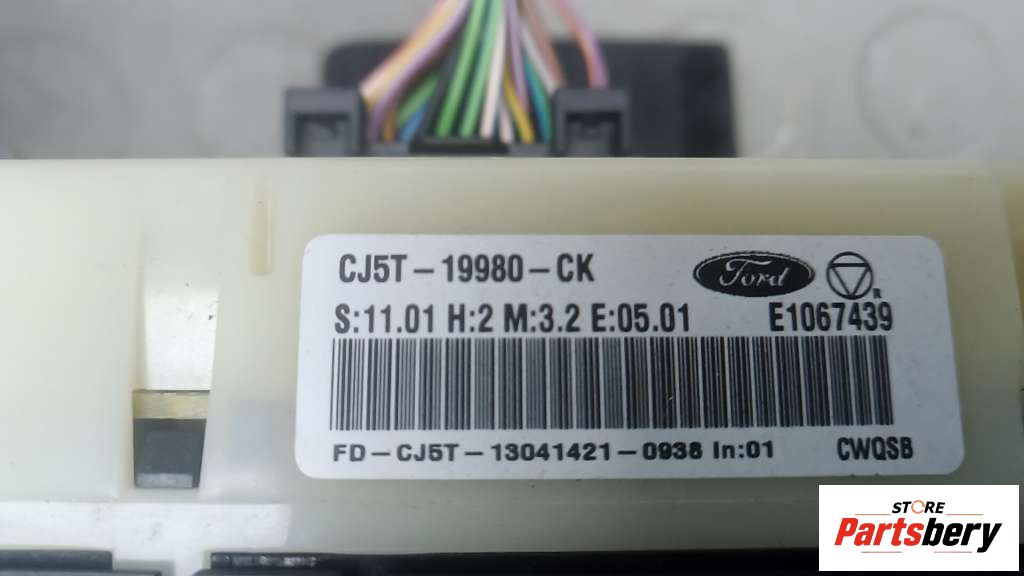 CJ5T-19980-CK
Ford
R
S:11.01 H:2 M:3.2 E:05.01 E1067439
FD-CJ5T-13041421-0938 In:01 CWQSB
STORE
Partsbery